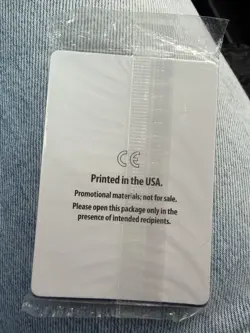 CE
Printed in the USA.
Promotional materials; not for sale.
Please open this package only in the
presence of intended recipients.